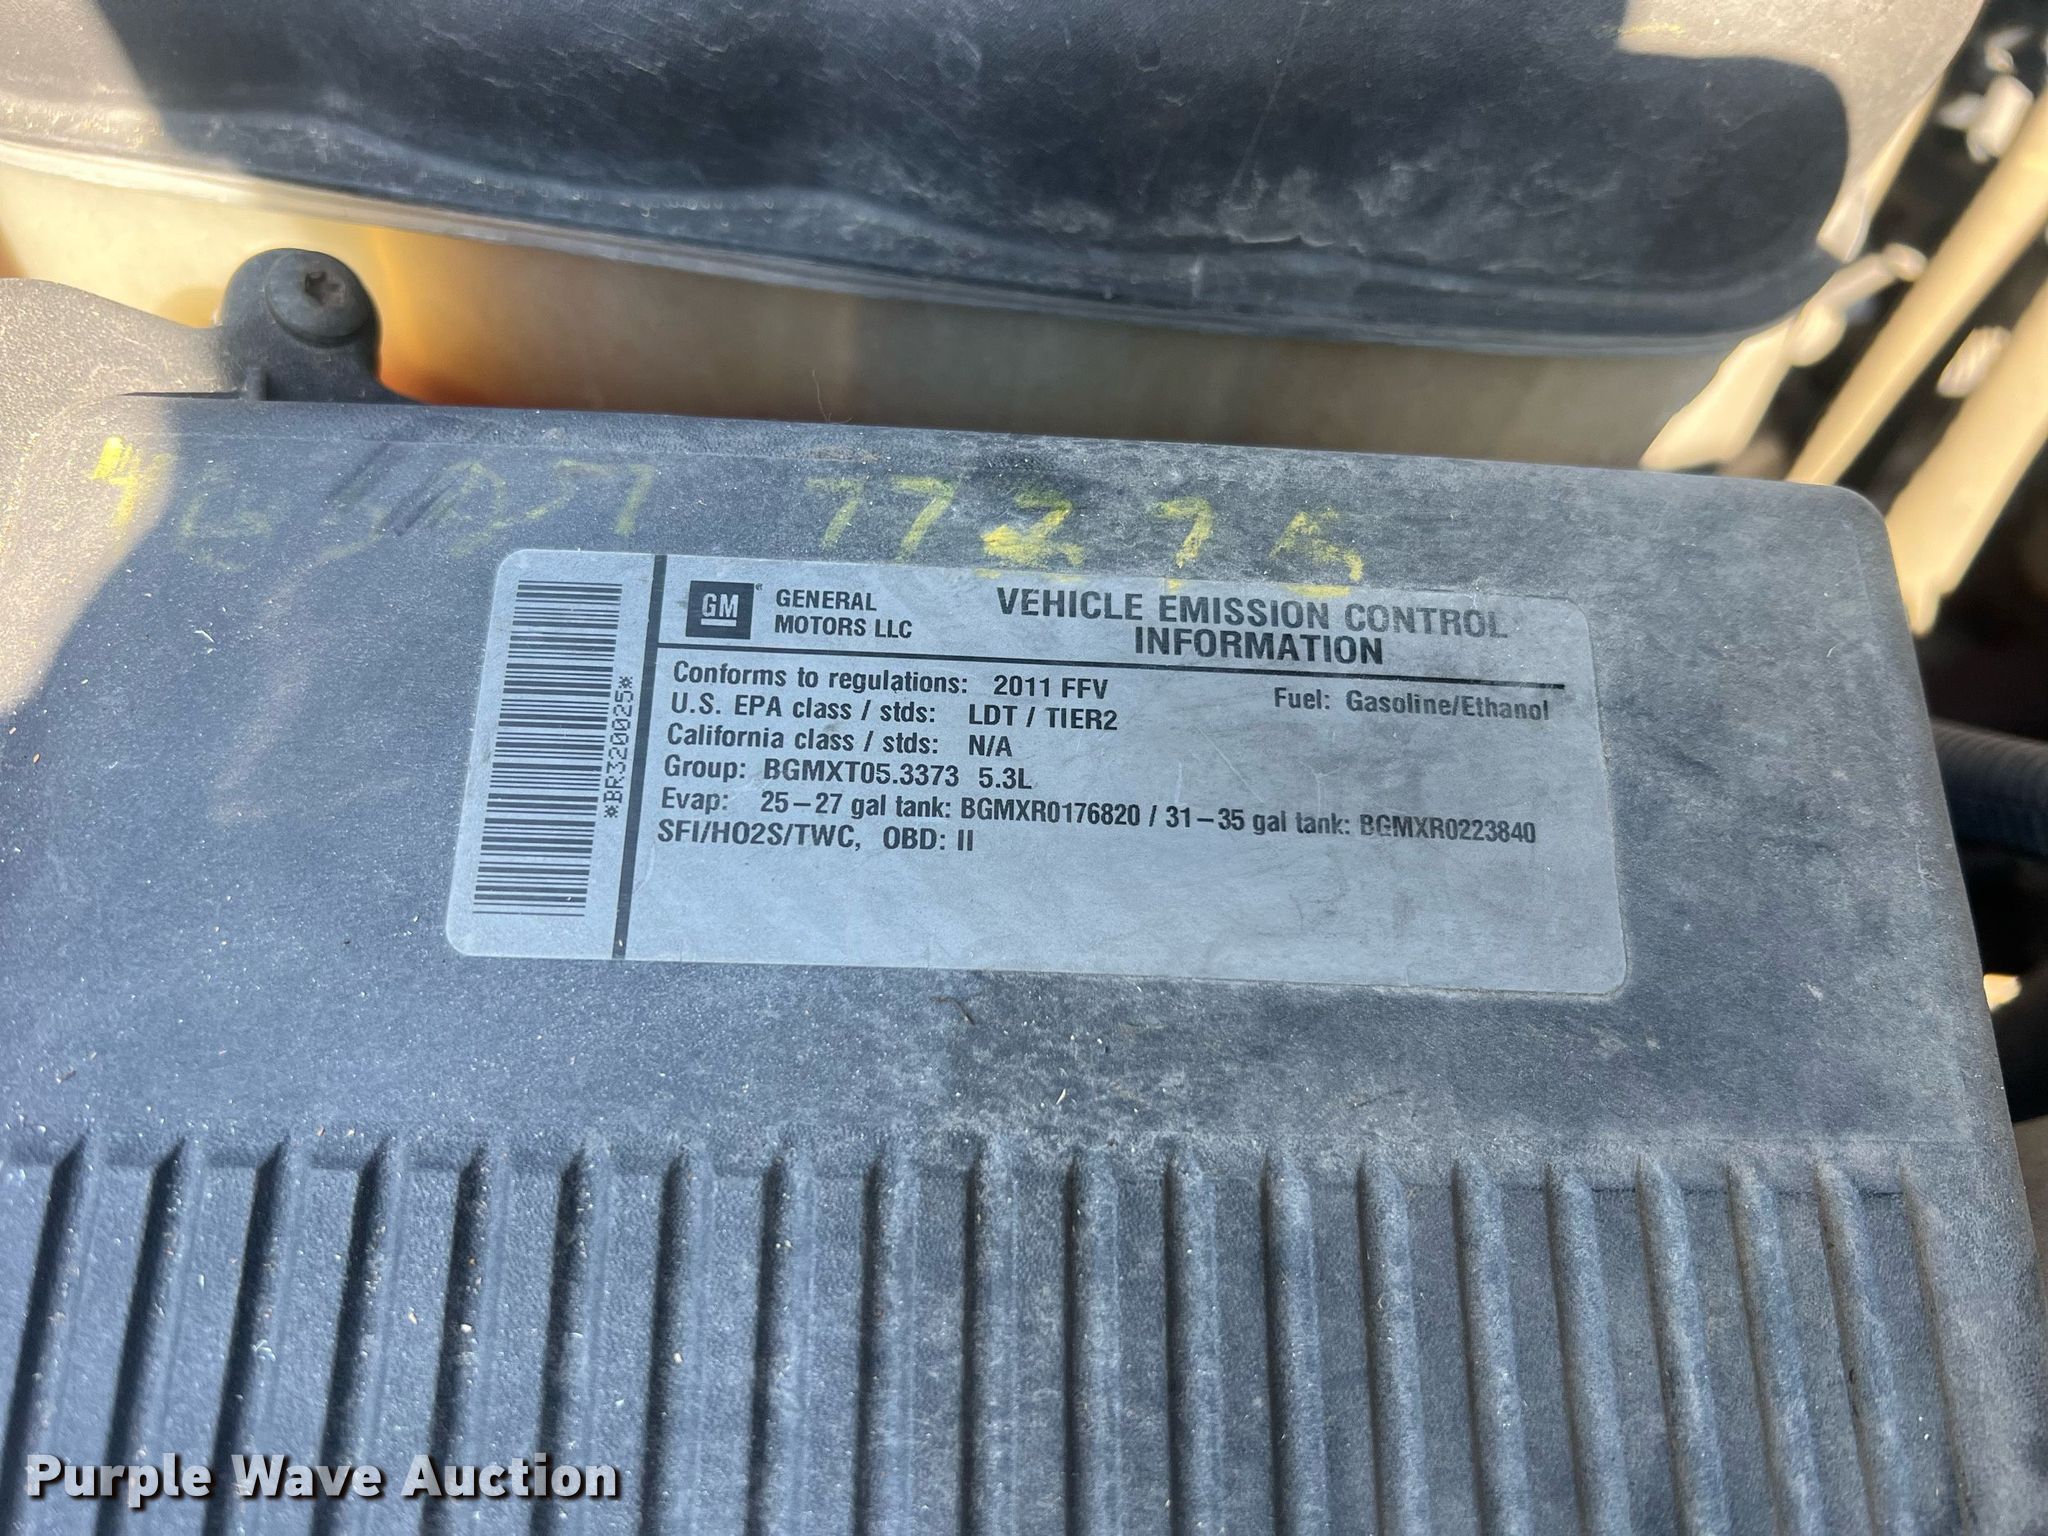 77275
GM
GENERAL
MOTORS LLC
VEHICLE EMISSION CONTROL
INFORMATION
Conforms to regulations: 2011 FFV
Fuel: Gasoline/Ethanol
U.S. EPA class / stds: LDT / TIER2
California class / stds: N/A
Group: BGMXT05.3373 5.3L
Evap: 25-27 gal tank: BGMXR0176820 / 31-35 gal tank: BGMXR0223840
SFI/HO2S/TWC, OBD: II
*BR320025*
Purple Wave Auction